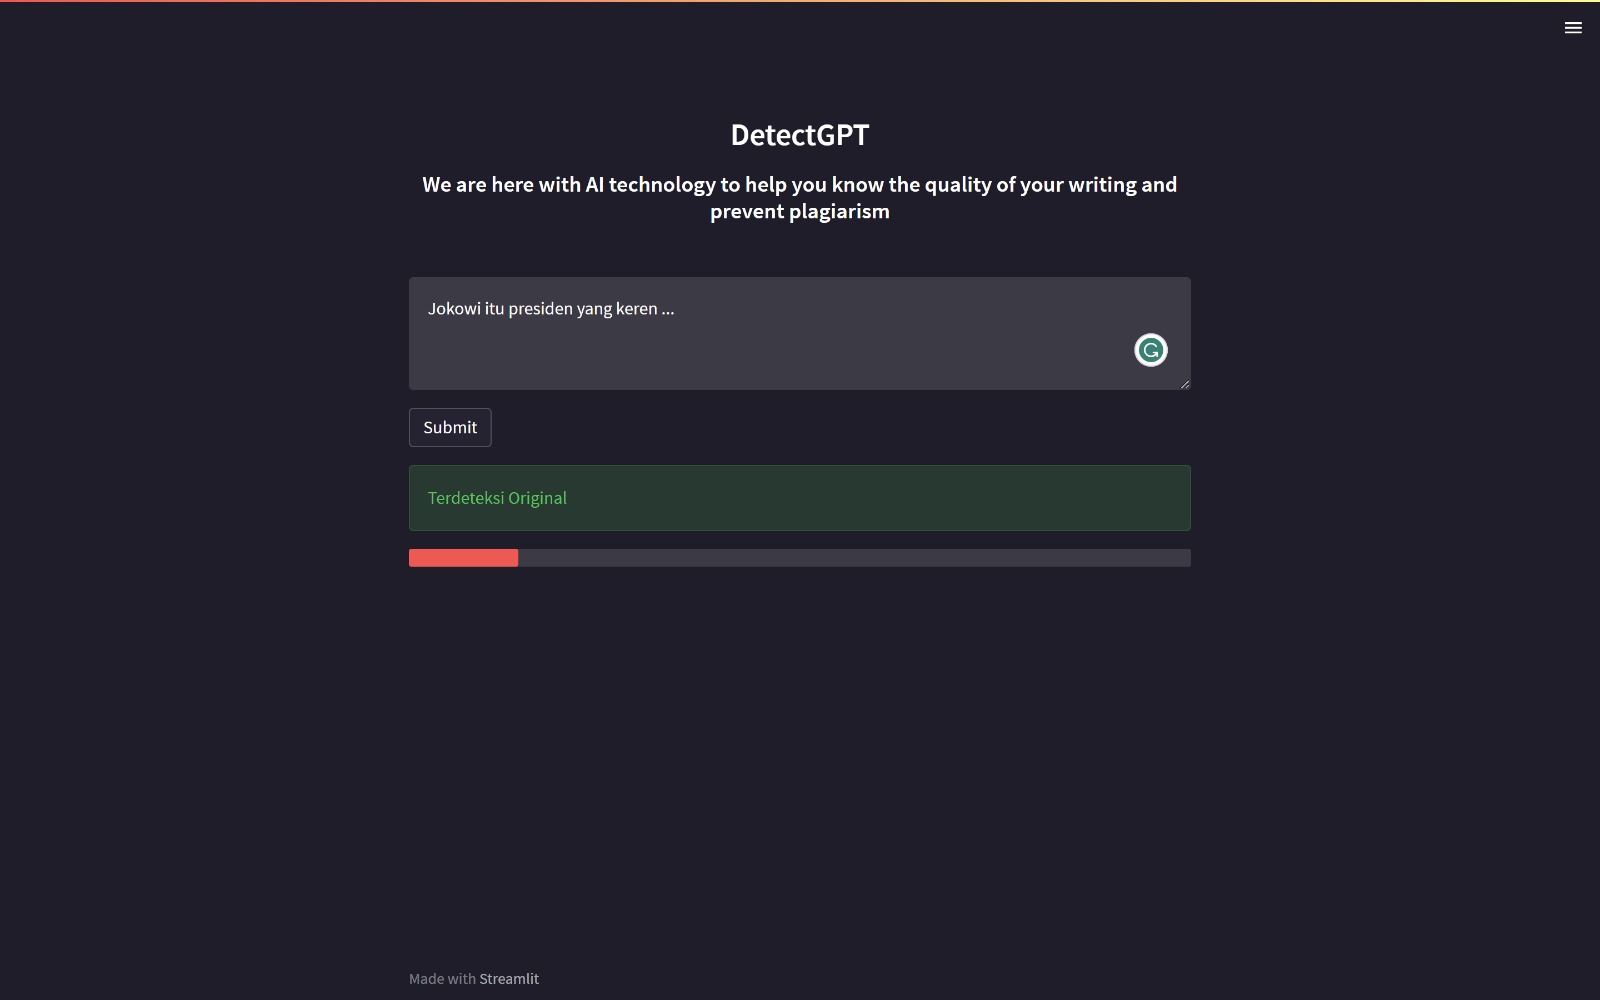 DetectGPT
We are here with AI technology to help you know the quality of your writing and
prevent plagiarism
Jokowi itu presiden yang keren ...
Submit
Terdeteksi Original
Made with Streamlit